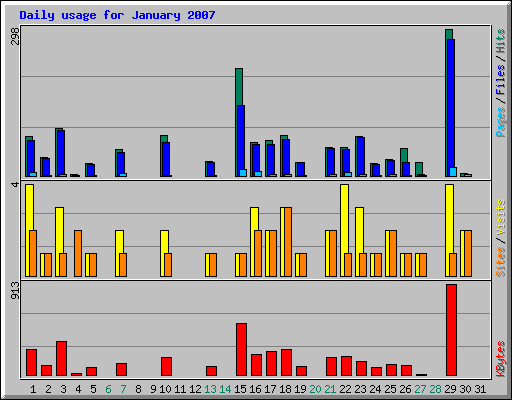 Daily usage for January 2007
298
Pages / Files / Hits
4
Sites / Visits
913
KBytes
1 2 3 4 5 6 7 8 9 10 11 12 13 14 15 16 17 18 19 20 21 22 23 24 25 26 27 28 29 30 31